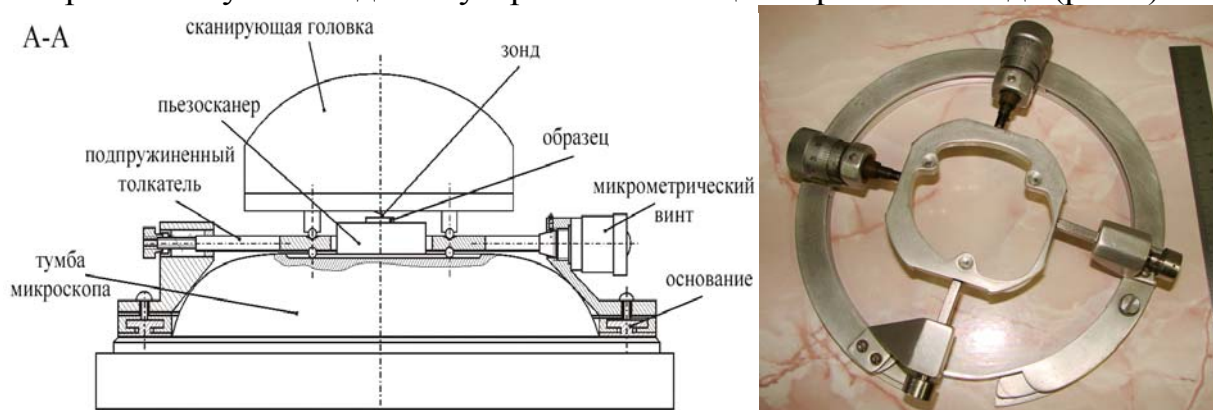 А-А
сканирующая головка
зонд
пьезосканер
образец
подпружиненный
толкатель
микрометрический
винт
тумба
микроскопа
основание